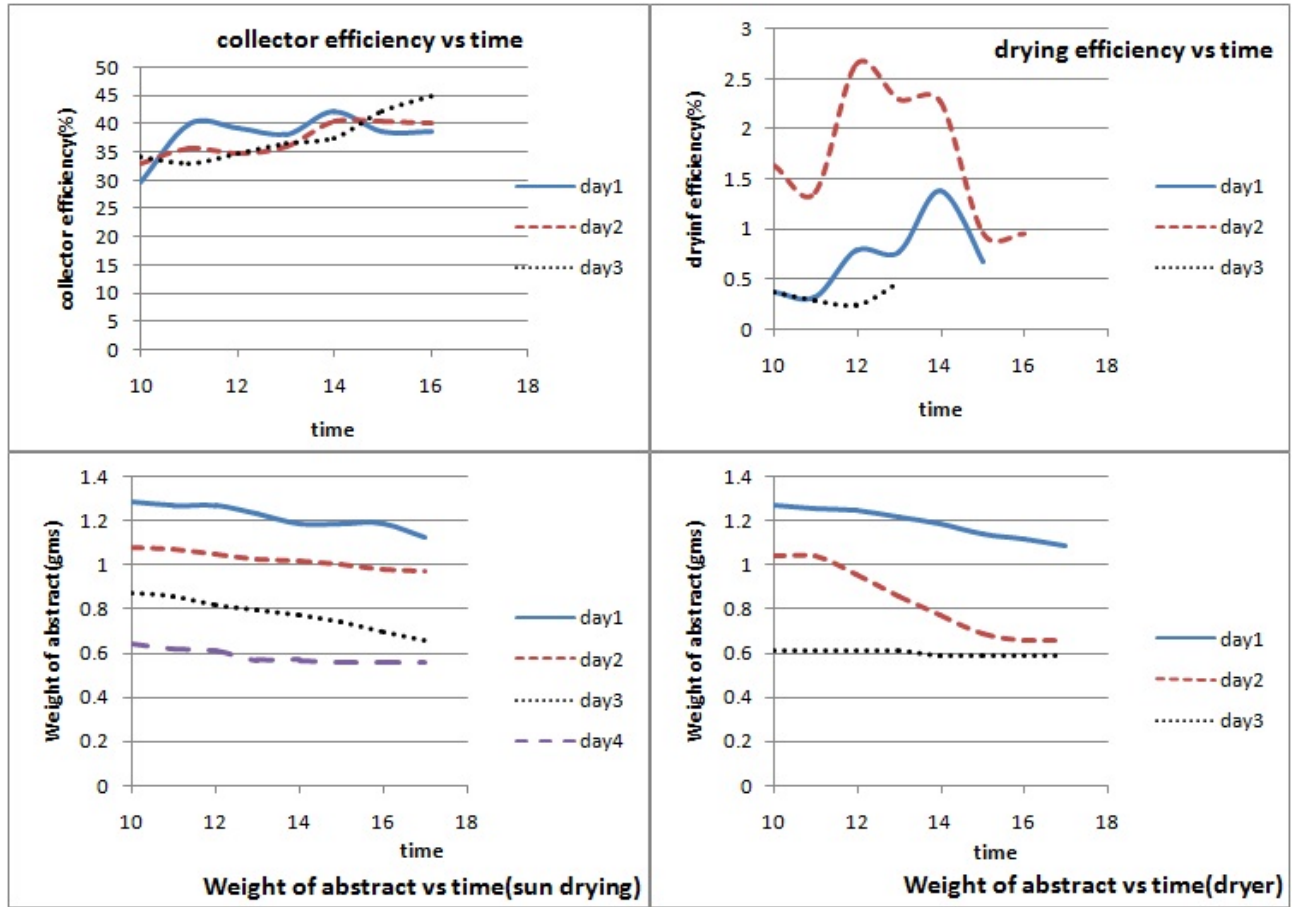 collector efficiency vs time
collector efficiency(%)
50
45
40
35
30
25
20
15
10
5
0
10 12 14 16 18
time
day1
day2
day3
drying efficiency vs time
dryinf efficiency(%)
3
2.5
2
1.5
1
0.5
0
10 12 14 16 18
time
day1
day2
day3
Weight of abstract(gms)
1.4
1.2
1
0.8
0.6
0.4
0.2
0
10 12 14 16 18
time
day1
day2
day3
day4
Weight of abstract vs time(sun drying)
Weight of abstract(gms)
1.4
1.2
1
0.8
0.6
0.4
0.2
0
10 12 14 16 18
time
day1
day2
day3
Weight of abstract vs time(dryer)